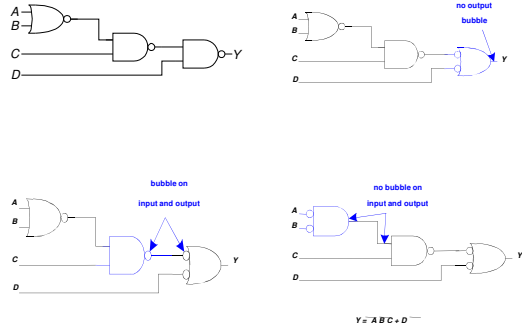 A
B
C
D
Y
no output
bubble
A
B
C
D
Y
bubble on
input and output
A
B
C
D
Y
no bubble on
input and output
A
B
C
D
Y
Y = A B C + D